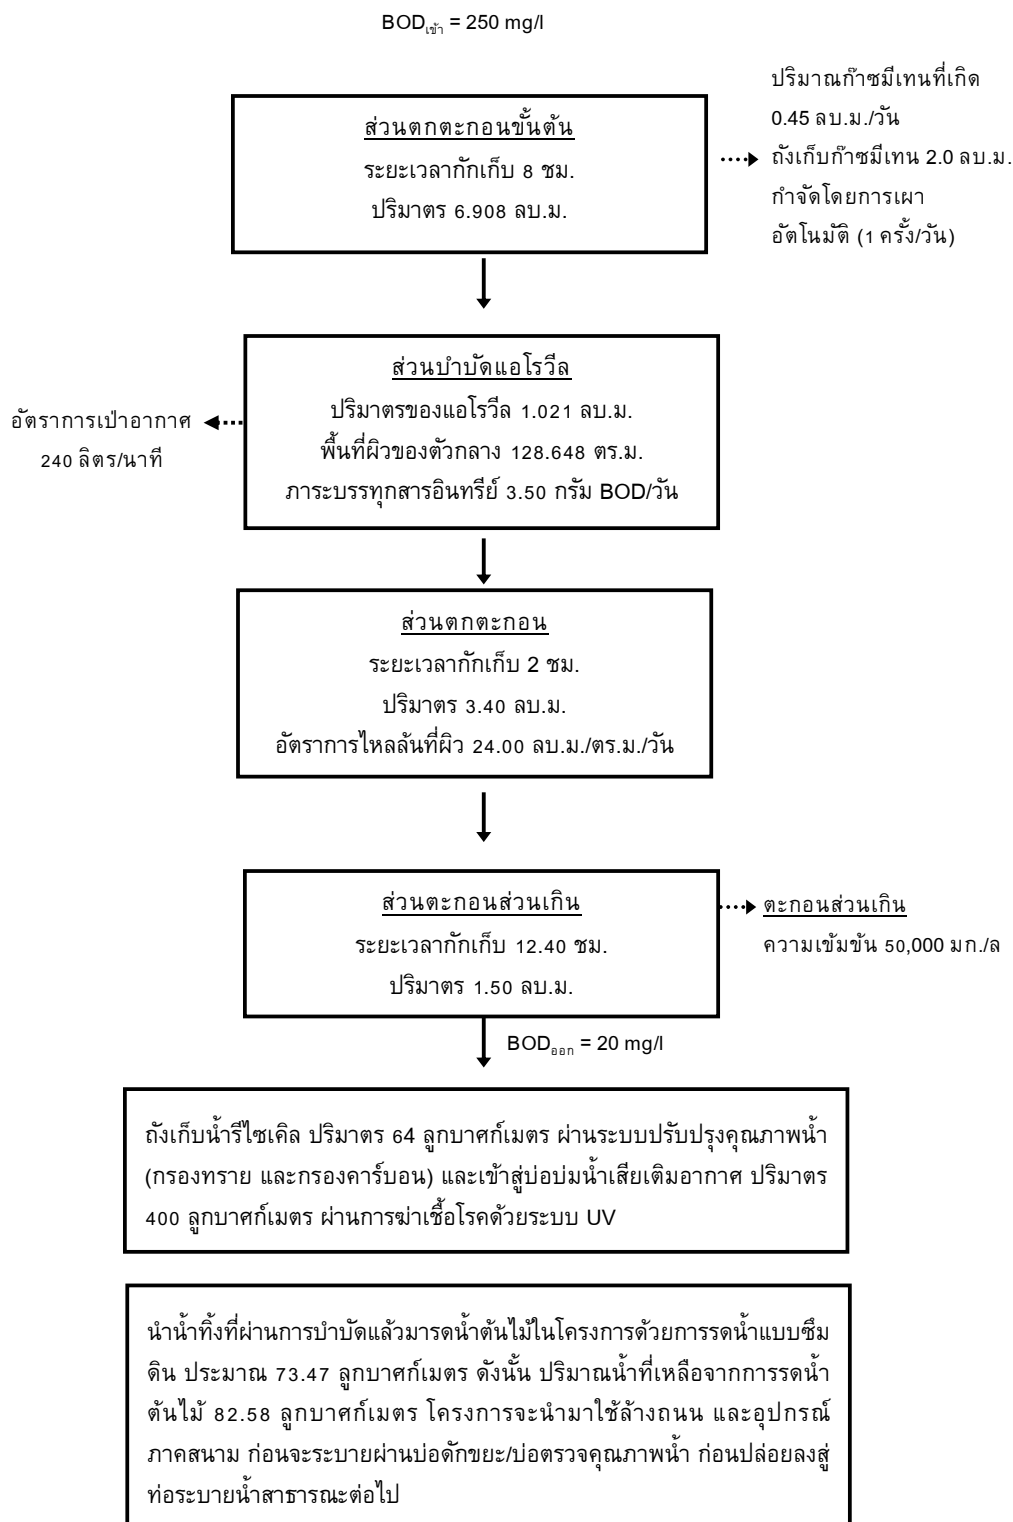 BODเข้า = 250 mg/l
ปริมาณก๊าซมีเทนที่เกิด
0.45 ลบ.ม./วัน
ถังเก็บก๊าซมีเทน 2.0 ลบ.ม.
กำจัดโดยการเผา
อัตโนมัติ (1 ครั้ง/วัน)
ส่วนตกตะกอนขั้นต้น
ระยะเวลากักเก็บ 8 ชม.
ปริมาตร 6.908 ลบ.ม.
ส่วนบำบัดแอโรวีล
ปริมาตรของแอโรวีล 1.021 ลบ.ม.
พื้นที่ผิวของตัวกลาง 128.648 ตร.ม.
ภาระบรรทุกสารอินทรีย์ 3.50 กรัม BOD/วัน
อัตราการเป่าอากาศ
240 ลิตร/นาที
ส่วนตกตะกอน
ระยะเวลากักเก็บ 2 ชม.
ปริมาตร 3.40 ลบ.ม.
อัตราการไหลล้นที่ผิว 24.00 ลบ.ม./ตร.ม./วัน
ส่วนตะกอนส่วนเกิน
ระยะเวลากักเก็บ 12.40 ชม.
ปริมาตร 1.50 ลบ.ม.
ตะกอนส่วนเกิน
ความเข้มข้น 50,000 มก./ล
BODออก = 20 mg/l
ถังเก็บน้ำรีไซเคิล ปริมาตร 64 ลูกบาศก์เมตร ผ่านระบบปรับปรุงคุณภาพน้ำ
(กรองทราย และกรองคาร์บอน) และเข้าสู่บ่อบ่มน้ำเสียเติมอากาศ ปริมาตร
400 ลูกบาศก์เมตร ผ่านการฆ่าเชื้อโรคด้วยระบบ UV
นำน้ำทิ้งที่ผ่านการบำบัดแล้วมารดน้ำต้นไม้ในโครงการด้วยการรดน้ำแบบซึม
ดิน ประมาณ 73.47 ลูกบาศก์เมตร ดังนั้น ปริมาณน้ำที่เหลือจากการรดน้ำ
ต้นไม้ 82.58 ลูกบาศก์เมตร โครงการจะนำมาใช้ล้างถนน และอุปกรณ์
ภาคสนาม ก่อนจะระบายผ่านบ่อดักขยะ/บ่อตรวจคุณภาพน้ำ ก่อนปล่อยลงสู่
ท่อระบายน้ำสาธารณะต่อไป